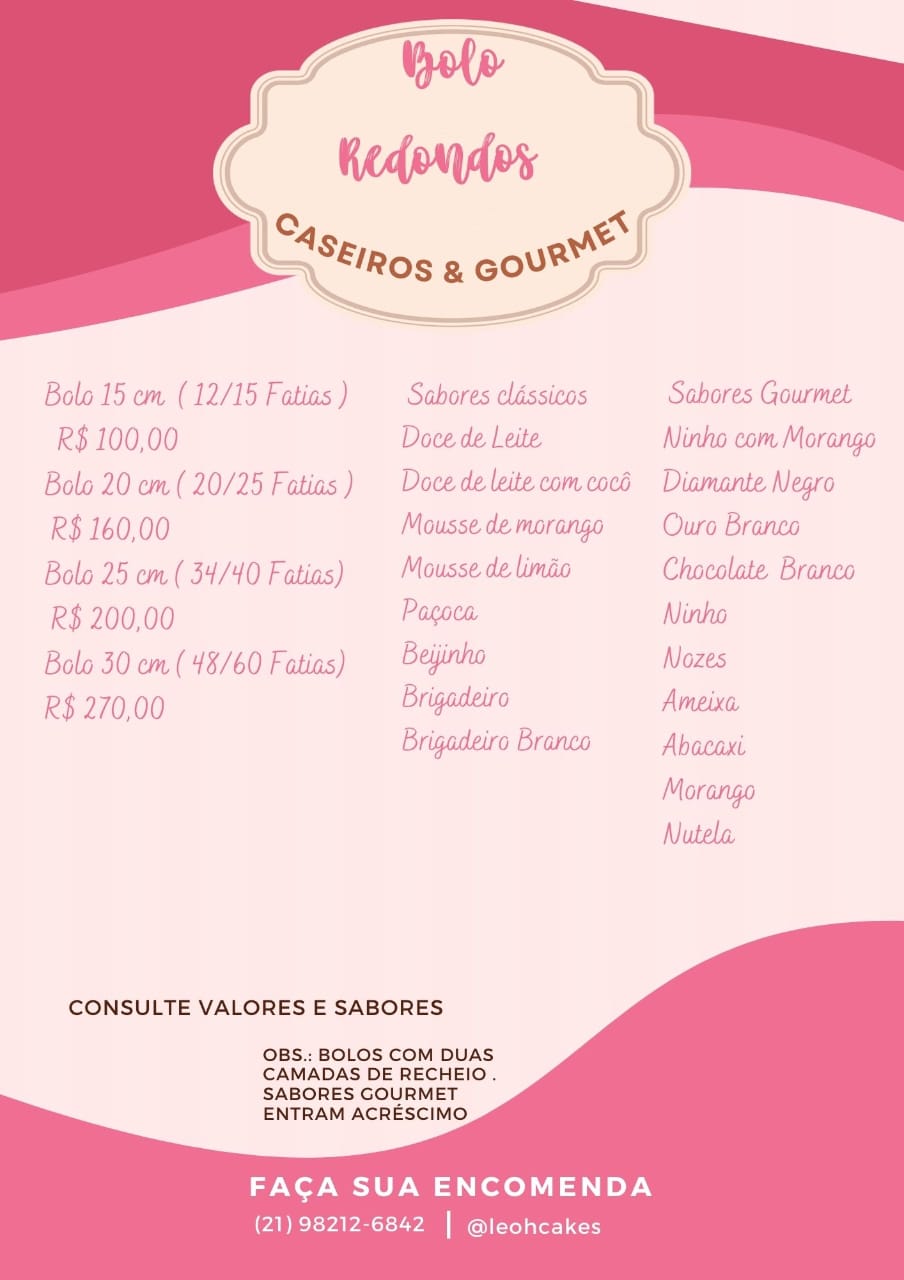 Bolo
Redondos
CASEIROS & GOURMET
Bolo 15 cm ( 12/15 Fatias )
R$ 100,00
Bolo 20 cm ( 20/25 Fatias )
R$ 160,00
Bolo 25 cm ( 34/40 Fatias)
R$ 200,00
Bolo 30 cm ( 48/60 Fatias)
R$ 270,00
Sabores clássicos
Doce de Leite
Doce de leite com cocô
Mousse de morango
Mousse de limão
Paçoca
Beijinho
Brigadeiro
Brigadeiro Branco
Sabores Gourmet
Ninho com Morango
Diamante Negro
Ouro Branco
Chocolate Branco
Ninho
Nozes
Ameixa
Abacaxi
Morango
Nutela
CONSULTE VALORES E SABORES
OBS.: BOLOS COM DUAS
CAMADAS DE RECHEIO .
SABORES GOURMET
ENTRAM ACRÉSCIMO
FAÇA SUA ENCOMENDA
(21) 98212-6842 | @leohcakes